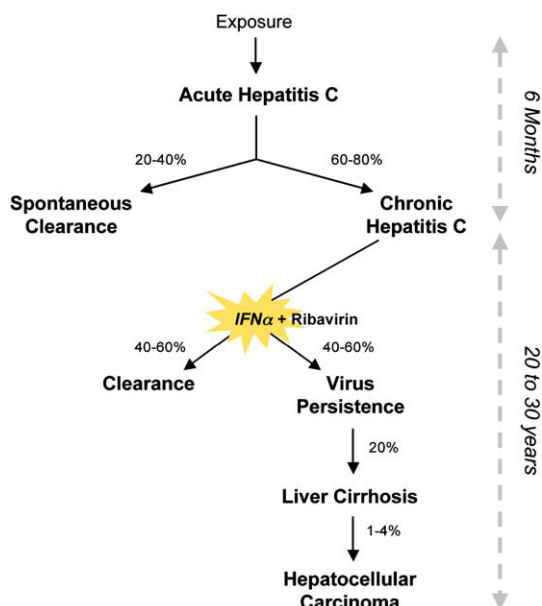 Exposure
Acute Hepatitis C
20-40%
60-80%
Spontaneous
Clearance
Chronic
Hepatitis C
6 Months
IFNα + Ribavirin
40-60%
40-60%
Clearance
Virus
Persistence
20%
Liver Cirrhosis
1-4%
Hepatocellular
Carcinoma
20 to 30 years